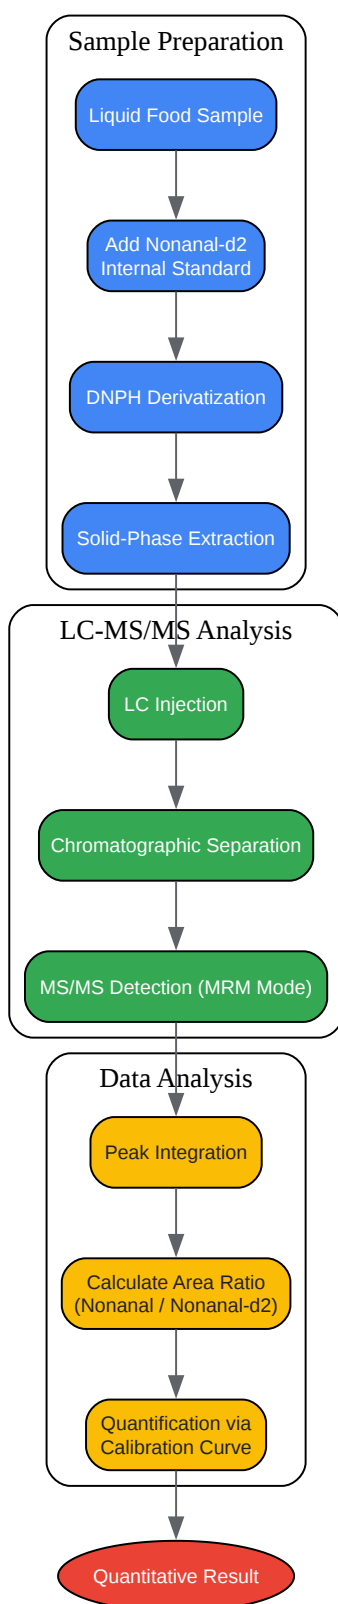 Sample Preparation
Liquid Food Sample
Add Nonanal-d2
Internal Standard
DNPH Derivatization
Solid-Phase Extraction
LC-MS/MS Analysis
LC Injection
Chromatographic Separation
MS/MS Detection (MRM Mode)
Data Analysis
Peak Integration
Calculate Area Ratio
(Nonanal / Nonanal-d2)
Quantification via
Calibration Curve
Quantitative Result